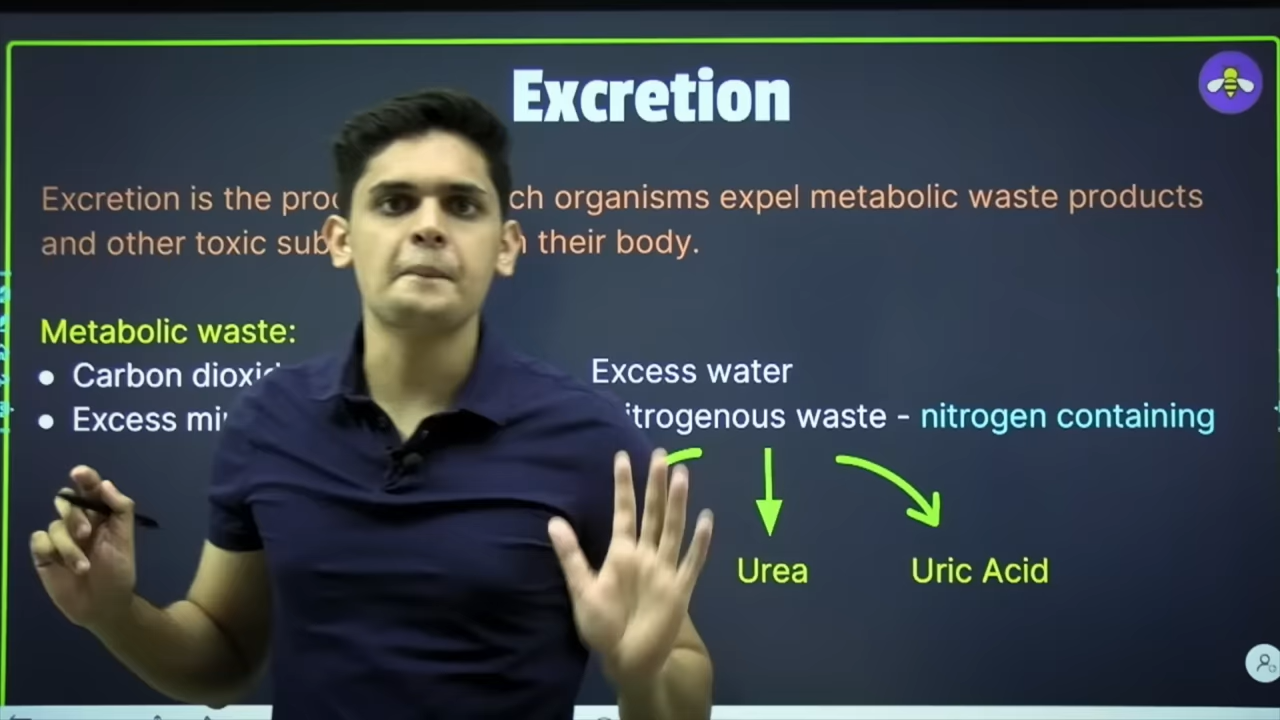 Excretion
Excretion is the proc ch organisms expel metabolic waste products
and other toxic sub their body.
Metabolic waste:
• Carbon dioxid
• Excess mi
Excess water
itrogenous waste - nitrogen containing
Urea
Uric Acid